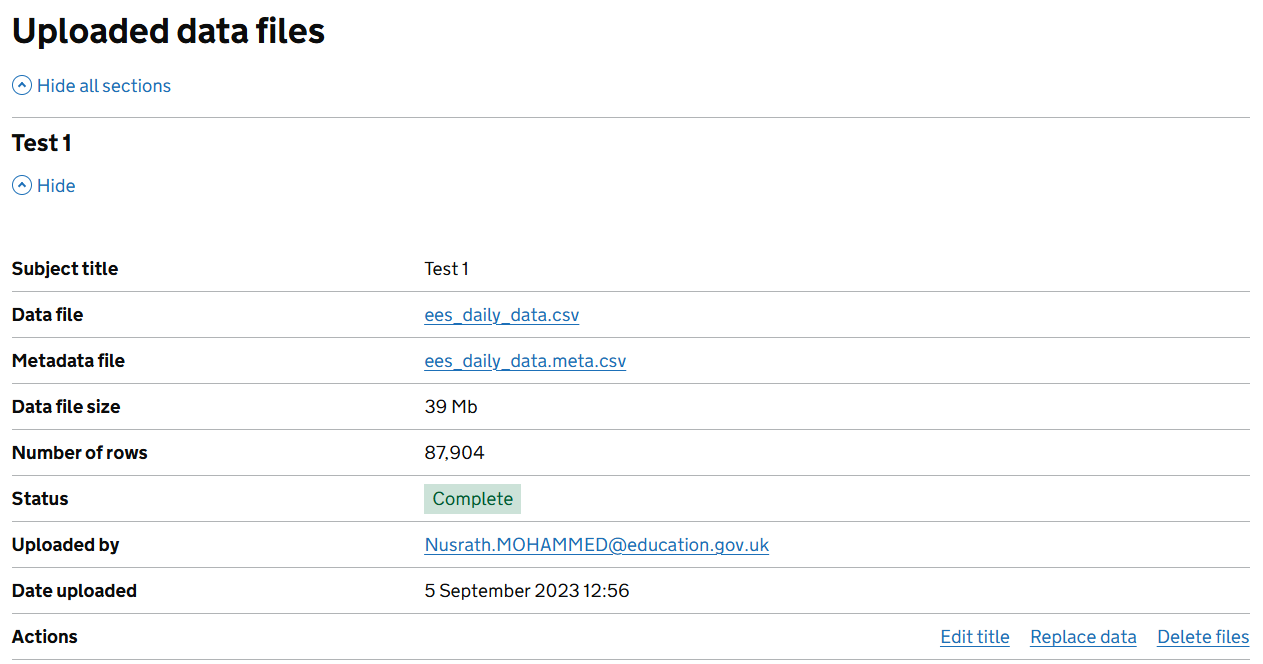 Uploaded data files
Hide all sections
Test 1
Hide
Subject title Test 1
Data file ees_daily_data.csv
Metadata file ees_daily_data.meta.csv
Data file size 39 Mb
Number of rows 87,904
Status Complete
Uploaded by Nusrath.MOHAMMED@education.gov.uk
Date uploaded 5 September 2023 12:56
Actions Edit title Replace data Delete files